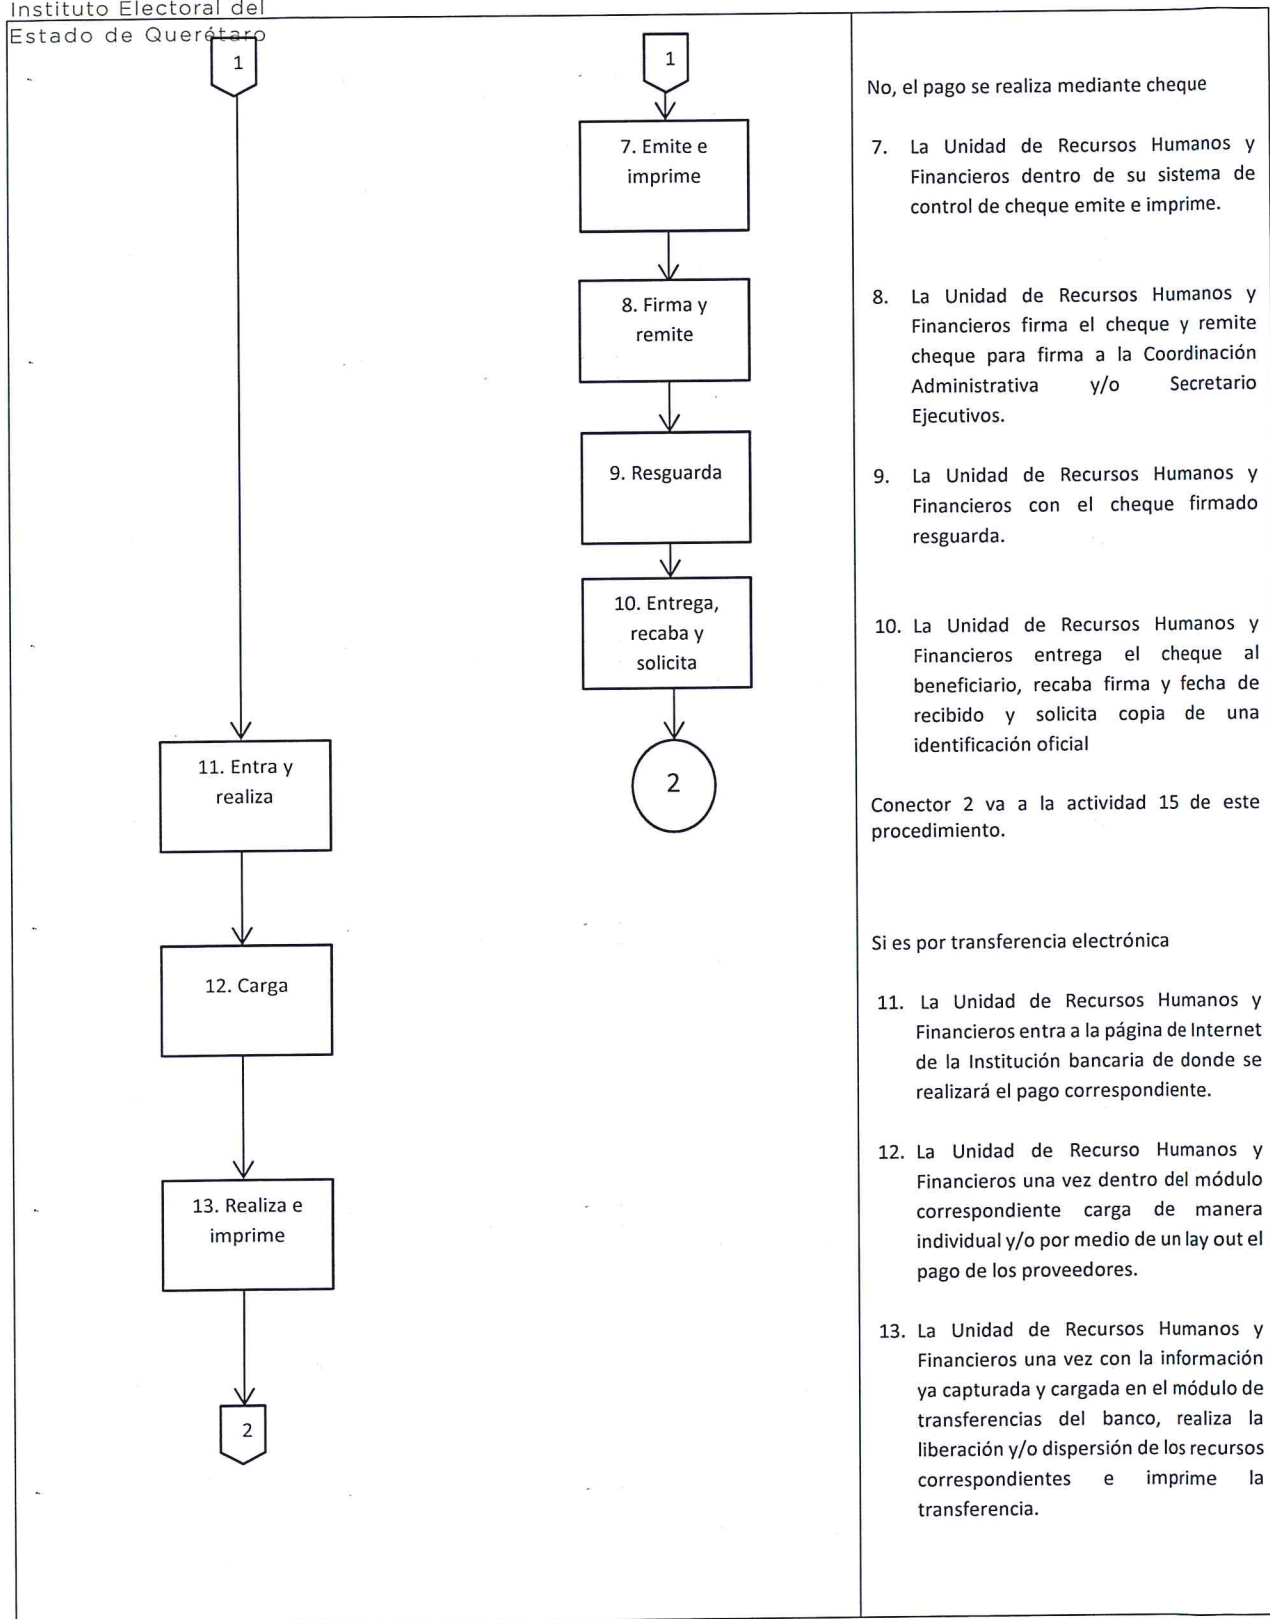 Instituto Electoral del
Estado de Querétaro
1
1
7. Emite e
imprime
8. Firma y
remite
9. Resguarda
10. Entrega,
recaba y
solicita
2
11. Entra y
realiza
12. Carga
13. Realiza e
imprime
2
No, el pago se realiza mediante cheque
7. La Unidad de Recursos Humanos y
Financieros dentro de su sistema de
control de cheque emite e imprime.
8. La Unidad de Recursos Humanos y
Financieros firma el cheque y remite
cheque para firma a la Coordinación
Administrativa y/o Secretario
Ejecutivos.
9. La Unidad de Recursos Humanos y
Financieros con el cheque firmado
resguarda.
10. La Unidad de Recursos Humanos y
Financieros entrega el cheque al
beneficiario, recaba firma y fecha de
recibido y solicita copia de una
identificación oficial
Conector 2 va a la actividad 15 de este
procedimiento.
Si es por transferencia electrónica
11. La Unidad de Recursos Humanos y
Financieros entra a la página de Internet
de la Institución bancaria de donde se
realizará el pago correspondiente.
12. La Unidad de Recurso Humanos y
Financieros una vez dentro del módulo
correspondiente carga de manera
individual y/o por medio de un lay out el
pago de los proveedores.
13. La Unidad de Recursos Humanos y
Financieros una vez con la información
ya capturada y cargada en el módulo de
transferencias del banco, realiza la
liberación y/o dispersión de los recursos
correspondientes e imprime la
transferencia.